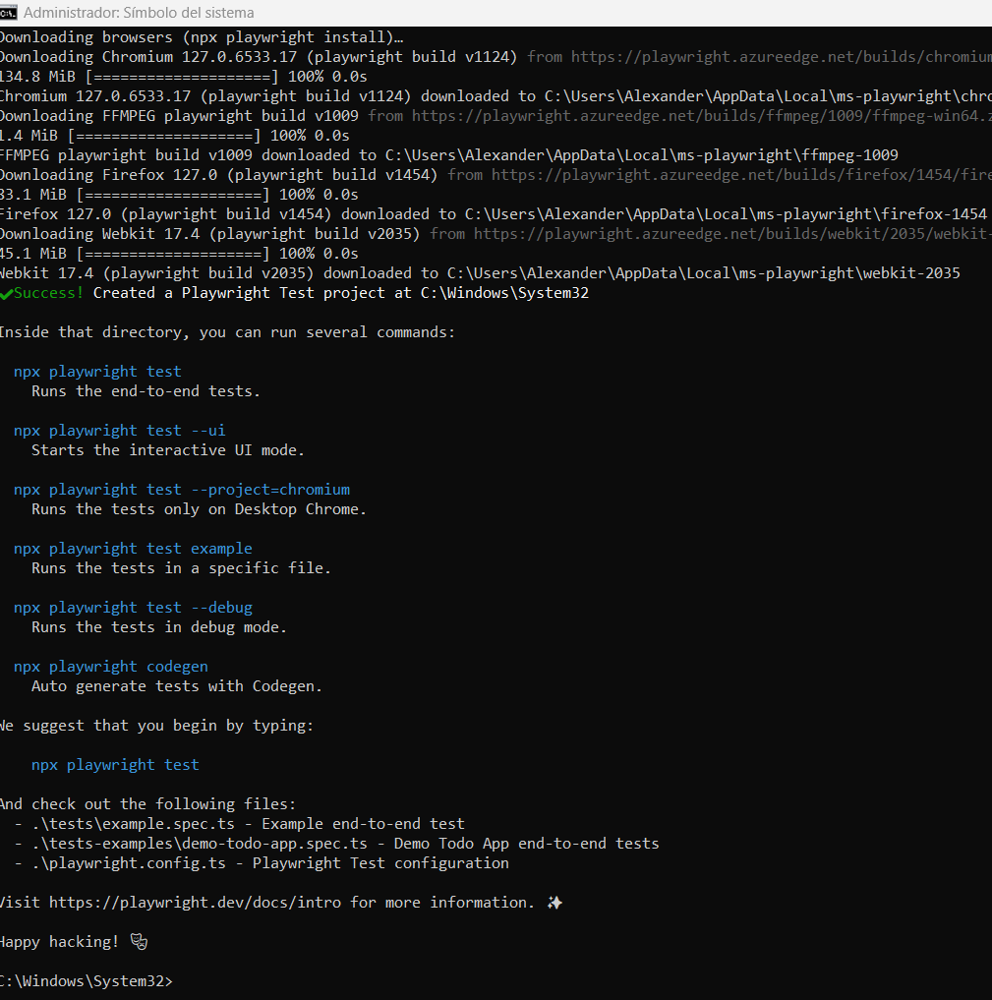 Administrador: Símbolo del sistema
Downloading browsers (npx playwright install)…
Downloading Chromium 127.0.6533.17 (playwright build v1124) from https://playwright.azureedge.net/builds/chromium
134.8 MiB [====================] 100% 0.0s
Chromium 127.0.6533.17 (playwright build v1124) downloaded to C:\Users\Alexander\AppData\Local\ms-playwright\chro
Downloading FFMPEG playwright build v1009 from https://playwright.azureedge.net/builds/ffmpeg/1009/ffmpeg-win64.z
1.4 MiB [====================] 100% 0.0s
FFMPEG playwright build v1009 downloaded to C:\Users\Alexander\AppData\Local\ms-playwright\ffmpeg-1009
Downloading Firefox 127.0 (playwright build v1454) from https://playwright.azureedge.net/builds/firefox/1454/fire
83.1 MiB [====================] 100% 0.0s
Firefox 127.0 (playwright build v1454) downloaded to C:\Users\Alexander\AppData\Local\ms-playwright\firefox-1454
Downloading Webkit 17.4 (playwright build v2035) from https://playwright.azureedge.net/builds/webkit/2035/webkit-
45.1 MiB [====================] 100% 0.0s
Webkit 17.4 (playwright build v2035) downloaded to C:\Users\Alexander\AppData\Local\ms-playwright\webkit-2035
✔Success! Created a Playwright Test project at C:\Windows\System32
Inside that directory, you can run several commands:
npx playwright test
Runs the end-to-end tests.
npx playwright test --ui
Starts the interactive UI mode.
npx playwright test --project=chromium
Runs the tests only on Desktop Chrome.
npx playwright test example
Runs the tests in a specific file.
npx playwright test --debug
Runs the tests in debug mode.
npx playwright codegen
Auto generate tests with Codegen.
We suggest that you begin by typing:
npx playwright test
And check out the following files:
- .\tests\example.spec.ts - Example end-to-end test
- .\tests-examples\demo-todo-app.spec.ts - Demo Todo App end-to-end tests
- .\playwright.config.ts - Playwright Test configuration
Visit https://playwright.dev/docs/intro for more information. ✨
Happy hacking! 🎭
C:\Windows\System32>